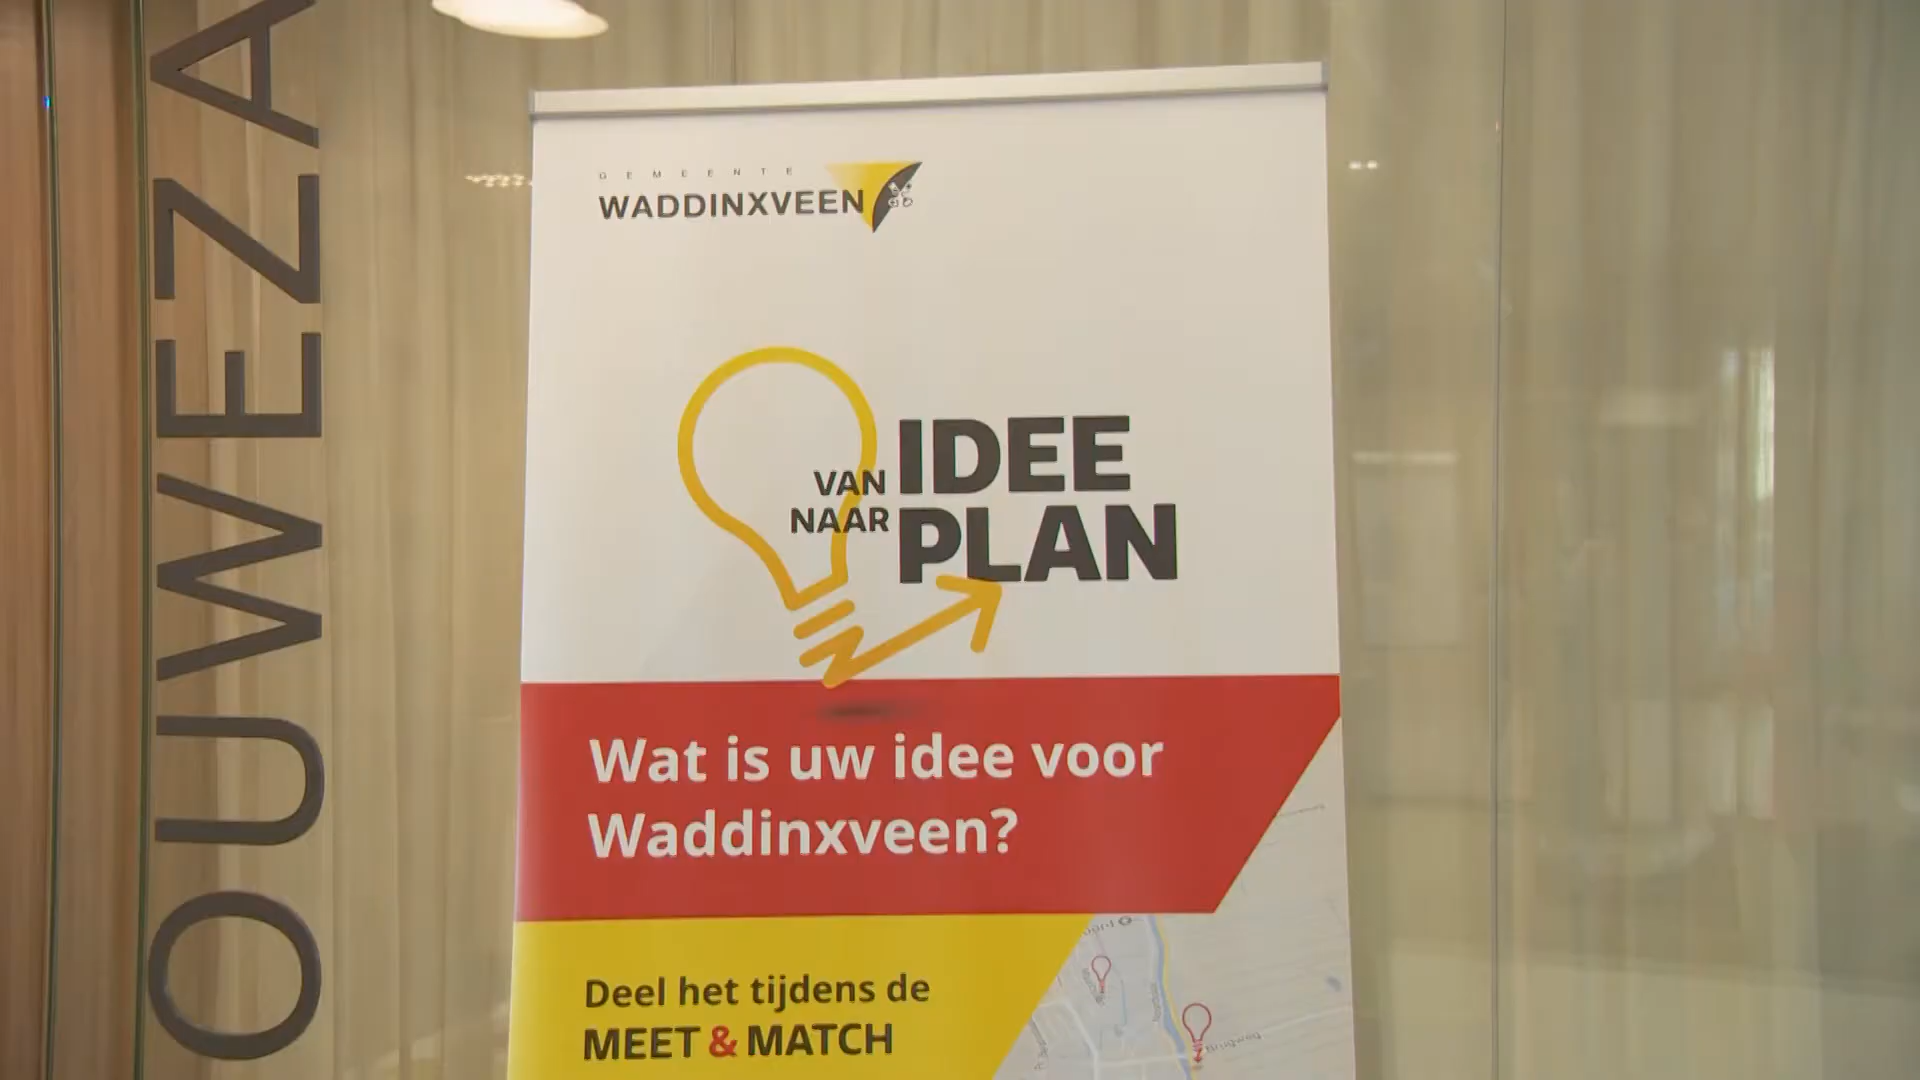 OUWEZA
GEMEENTE
WADDINXVEEN
VAN IDEE
NAAR PLAN
Wat is uw idee voor
Waddinxveen?
Deel het tijdens de
MEET & MATCH
Brugweg